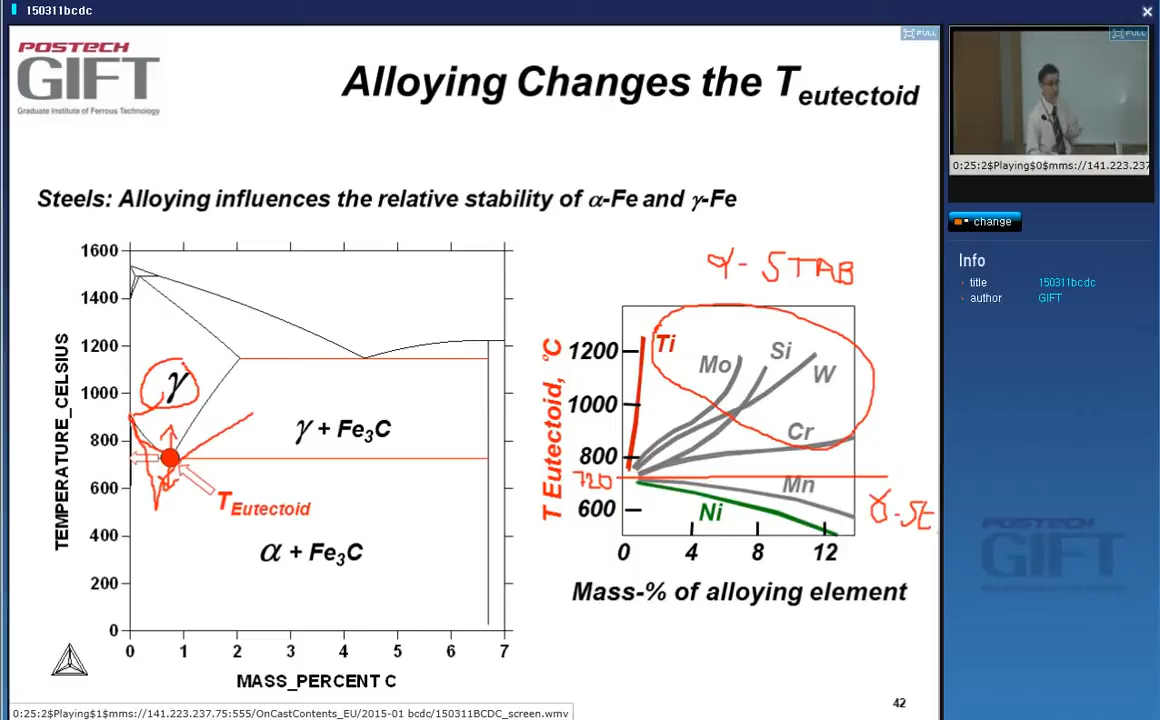 150311bcdc
POSTECH
GIFT
Graduate Institute of Ferrous Technology
Alloying Changes the T eutectoid
FULL
FULL
0:25:2$Playing$0$mms://141.223.237
change
Info
title 150311bcdc
author GIFT
Steels: Alloying influences the relative stability of α-Fe and γ-Fe
α- STAB
1600
1400
1200
1000
800
600
400
200
0
TEMPERATURE_CELSIUS
γ
γ + Fe3C
TEutectoid
α + Fe3C
0 1 2 3 4 5 6 7
MASS_PERCENT C
T Eutectoid, °C
1200
1000
800
720
600
Ti
Mo
Si
W
Cr
Mn
Ni
γ-St
0 4 8 12
Mass-% of alloying element
POSTECH
GIFT
42
0:25:2$Playing$1$mms://141.223.237.75:555/OnCastContents_EU/2015-01 bcdc/150311BCDC_screen.wmv